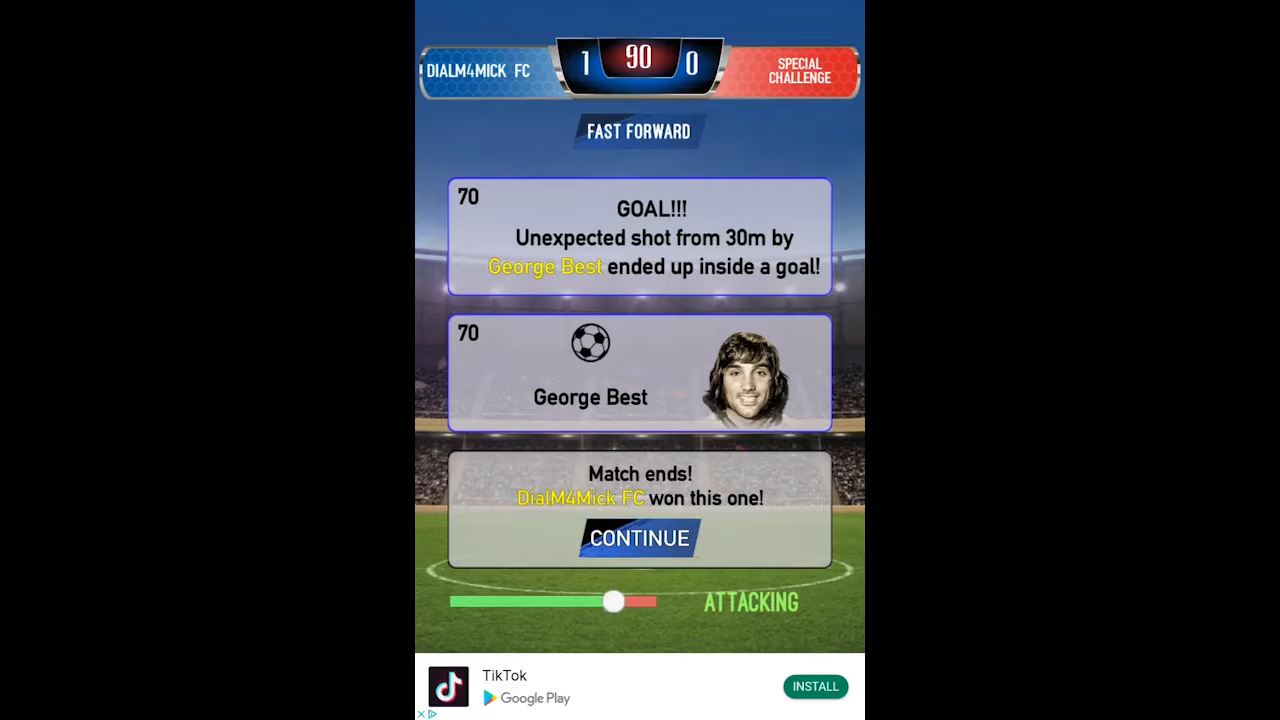 DIALM4MICK FC
1
90
0
SPECIAL
CHALLENGE
FAST FORWARD
70
GOAL!!!
Unexpected shot from 30m by
George Best ended up inside a goal!
70
George Best
Match ends!
DialM4Mick FC won this one!
CONTINUE
ATTACKING
TikTok
Google Play
INSTALL